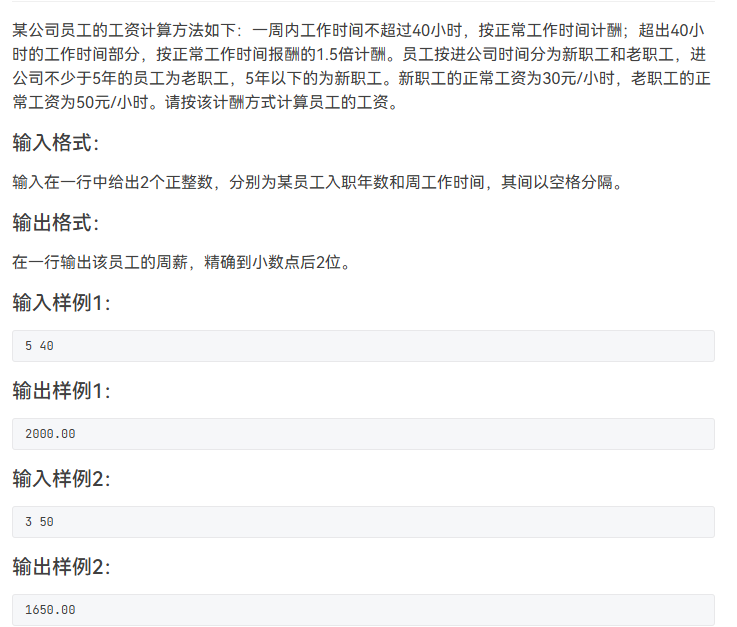 某公司员工的工资计算方法如下：一周内工作时间不超过40小时，按正常工作时间计酬；超出40小
时的工作时间部分，按正常工作时间报酬的1.5倍计酬。员工按进公司时间分为新职工和老职工，进
公司不少于5年的员工为老职工，5年以下的为新职工。新职工的正常工资为30元/小时，老职工的正
常工资为50元/小时。请按该计酬方式计算员工的工资。
输入格式：
输入在一行中给出2个正整数，分别为某员工入职年数和周工作时间，其间以空格分隔。
输出格式：
在一行输出该员工的周薪，精确到小数点后2位。
输入样例1：
5 40
输出样例1：
2000.00
输入样例2：
3 50
输出样例2：
1650.00